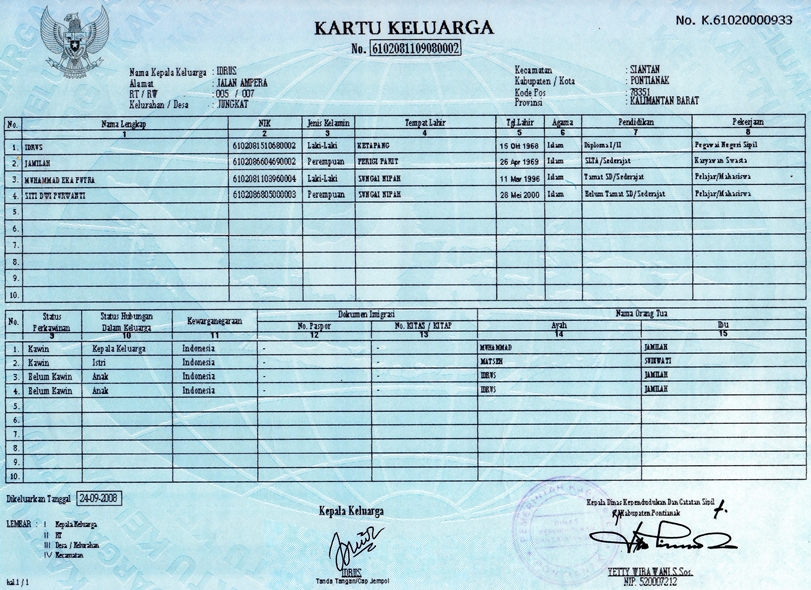 KARTU KELUARGA
No. 6102081109080002
No. K.61020000933
Nama Kepala Keluarga : IDRUS
Alamat : JALAN AMPERA
RT / RW : 005 / 007
Kelurahan / Desa : JUNGKAT
Kecamatan : SIANTAN
Kabupaten / Kota : PONTIANAK
Kode Pos : 78351
Provinsi : KALIMANTAN BARAT
No. Nama Lengkap NIK Jenis Kelamin Tempat Lahir Tgl Lahir Agama Pendidikan Pekerjaan
1 2 3 4 5 6 7 8
1. IDRUS 6102081510680002 Laki-Laki KETAPANG 15 Okt 1968 Islam Diploma I/II Pegawai Negeri Sipil
2. JAMILAH 6102086604690002 Perempuan PERIGI PARIT 26 Apr 1969 Islam SLTA/Sederajat Karyawan Swasta
3. MUHAMMAD EKA PUTRA 6102081103960004 Laki-Laki SUNGAI NIPAH 11 Mar 1996 Islam Tamat SD/Sederajat Pelajar/Mahasiswa
4. SITI DWI PURWANTI 6102086805000003 Perempuan SUNGAI NIPAH 28 Mei 2000 Islam Belum Tamat SD/Sederajat Pelajar/Mahasiswa
5.
6.
7.
8.
9.
10.
No. Status Perkawinan Status Hubungan Dalam Keluarga Kewarganegaraan Dokumen Imigrasi Nama Orang Tua
No. Paspor No. KITAS / KITAP Ayah Ibu
9 10 11 12 13 14 15
1. Kawin Kepala Keluarga Indonesia - - MUHAMMAD JAMILAH
2. Kawin Istri Indonesia - - MATSEH SUNWATI
3. Belum Kawin Anak Indonesia - - IDRUS JAMILAH
4. Belum Kawin Anak Indonesia - - IDRUS JAMILAH
5.
6.
7.
8.
9.
10.
Dikeluarkan Tanggal 24-09-2008
LEMBAR : I Kepala Keluarga
II RT
III Desa / Kelurahan
IV Kecamatan
Kepala Keluarga
IDRUS
Tanda Tangan/Cap Jempol
Kepala Dinas Kependudukan Dan Catatan Sipil
Kabupaten Pontianak
YETTY WIRAWANI S.Sos.
NIP. 520007212
hal.1 / 1